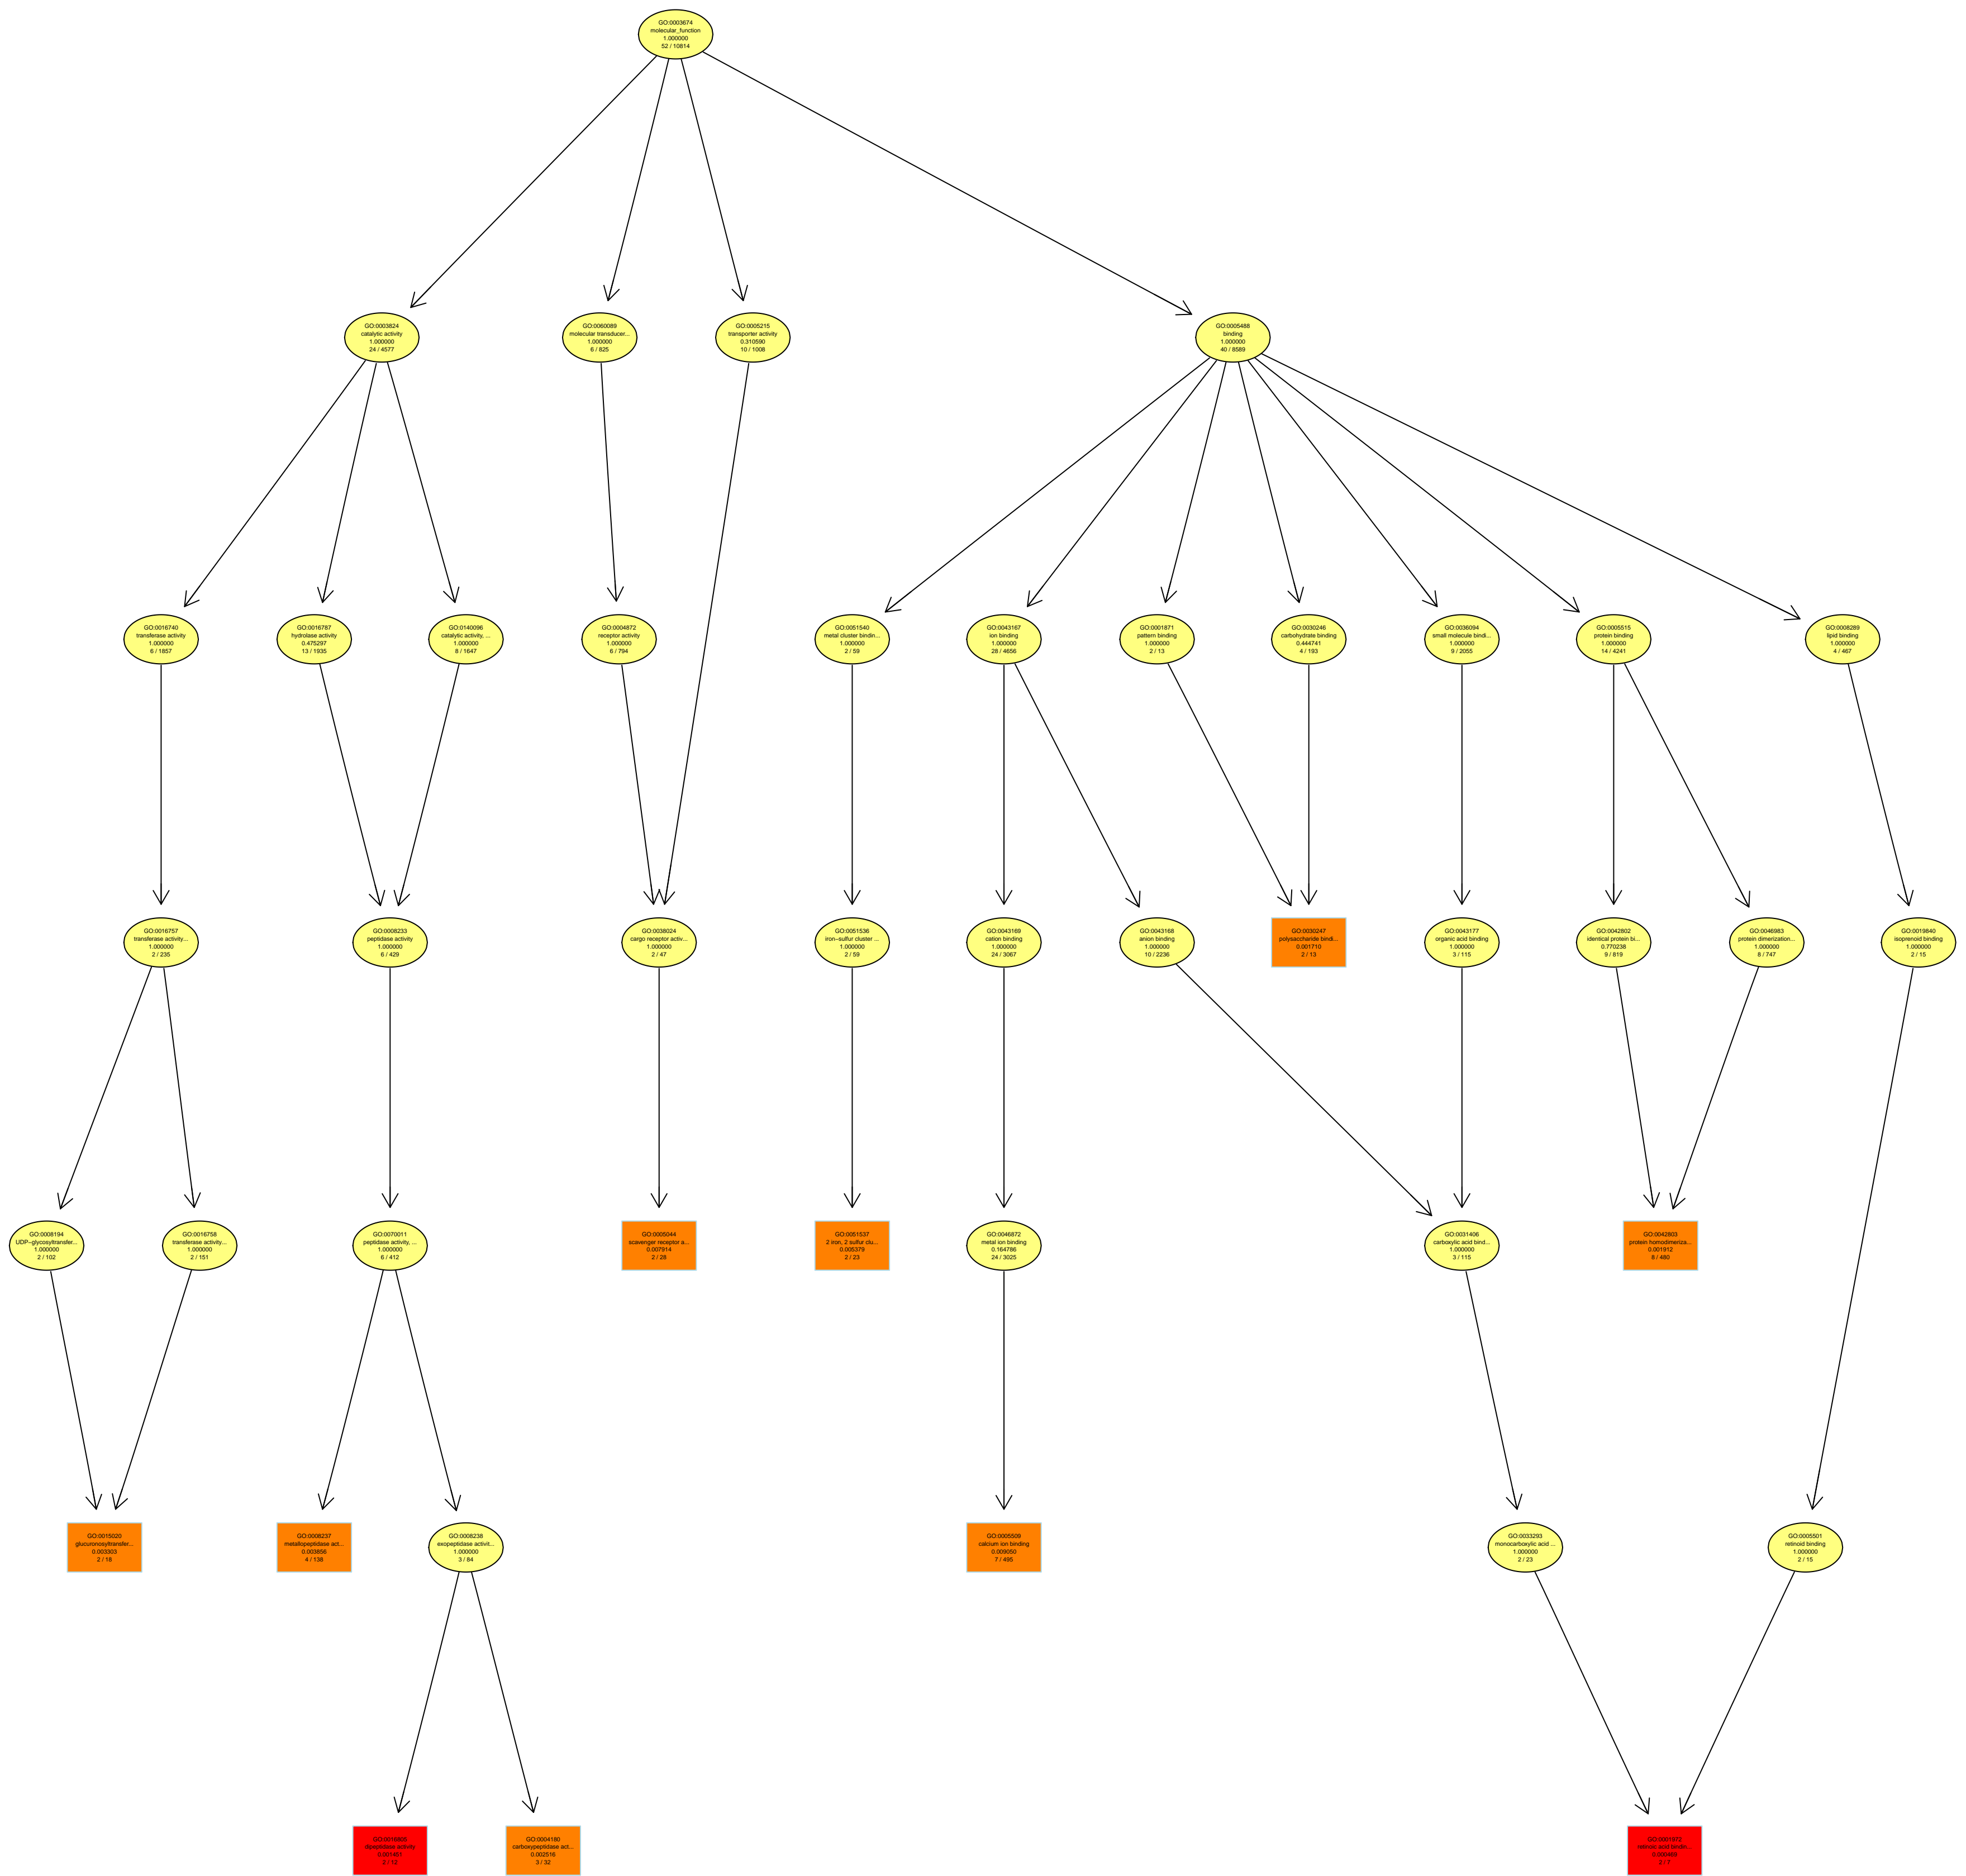 GO:0003674
molecular_function
1.000000
52 / 10814
GO:0003824
catalytic activity
1.000000
24 / 4577
GO:0060089
molecular transducer...
1.000000
6 / 825
GO:0005215
transporter activity
0.310590
10 / 1008
GO:0005488
binding
1.000000
40 / 8589
GO:0016740
transferase activity
1.000000
6 / 1857
GO:0016787
hydrolase activity
0.475297
13 / 1935
GO:0140096
catalytic activity, ...
1.000000
8 / 1647
GO:0004872
receptor activity
1.000000
6 / 794
GO:0051540
metal cluster bindin...
1.000000
2 / 59
GO:0043167
ion binding
1.000000
28 / 4656
GO:0001871
pattern binding
1.000000
2 / 13
GO:0030246
carbohydrate binding
0.444741
4 / 193
GO:0036094
small molecule bindi...
1.000000
9 / 2055
GO:0005515
protein binding
1.000000
14 / 4241
GO:0008289
lipid binding
1.000000
4 / 467
GO:0016757
transferase activity...
1.000000
2 / 235
GO:0008233
peptidase activity
1.000000
6 / 429
GO:0038024
cargo receptor activ...
1.000000
2 / 47
GO:0051536
iron−sulfur cluster ...
1.000000
2 / 59
GO:0043169
cation binding
1.000000
24 / 3067
GO:0043168
anion binding
1.000000
10 / 2236
GO:0030247
polysaccharide bindi...
0.001710
2 / 13
GO:0043177
organic acid binding
1.000000
3 / 115
GO:0042802
identical protein bi...
0.770238
9 / 819
GO:0046983
protein dimerization...
1.000000
8 / 747
GO:0019840
isoprenoid binding
1.000000
2 / 15
GO:0008194
UDP−glycosyltransfer...
1.000000
2 / 102
GO:0016758
transferase activity...
1.000000
2 / 151
GO:0070011
peptidase activity, ...
1.000000
6 / 412
GO:0005044
scavenger receptor a...
0.007914
2 / 28
GO:0051537
2 iron, 2 sulfur clu...
0.005379
2 / 23
GO:0046872
metal ion binding
0.164786
24 / 3025
GO:0031406
carboxylic acid bind...
1.000000
3 / 115
GO:0042803
protein homodimeriza...
0.001912
8 / 480
GO:0015020
glucuronosyltransfer...
0.003303
2 / 18
GO:0008237
metallopeptidase act...
0.003656
4 / 138
GO:0008238
exopeptidase activit...
1.000000
3 / 84
GO:0005509
calcium ion binding
0.009050
7 / 495
GO:0033293
monocarboxylic acid ...
1.000000
2 / 23
GO:0005501
retinoid binding
1.000000
2 / 15
GO:0016805
dipeptidase activity
0.001457
2 / 12
GO:0004180
carboxypeptidase act...
0.002516
3 / 32
GO:0001972
retinoic acid bindin...
2 / 7